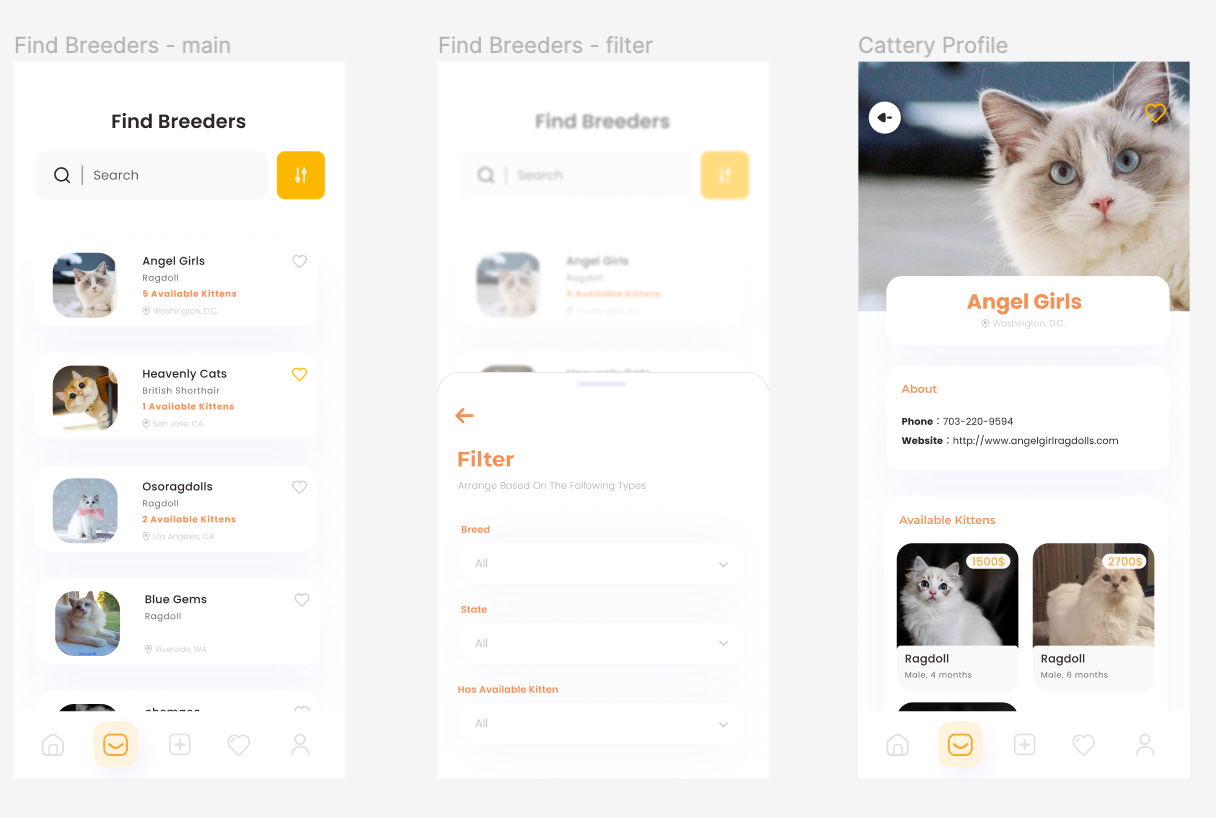 Find Breeders - main
Find Breeders
Search
Angel Girls
Ragdoll
5 Available Kittens
Washington, D.C.
Heavenly Cats
British Shorthair
1 Available Kittens
San Jose, CA
Osoragdolls
Ragdoll
2 Available Kittens
Los Angeles, CA
Blue Gems
Ragdoll
Riverside, WA
Find Breeders - filter
Find Breeders
Search
Angel Girls
Ragdoll
5 Available Kittens
Washington, D.C.
Heavenly Cats
Filter
Arrange Based On The Following Types
Breed
All
State
All
Has Available Kitten
All
Cattery Profile
Angel Girls
Washington, D.C.
About
Phone : 703-220-9594
Website : http://www.angelgirlragdolls.com
Available Kittens
1500$
Ragdoll
Male, 4 months
2700$
Ragdoll
Male, 6 months